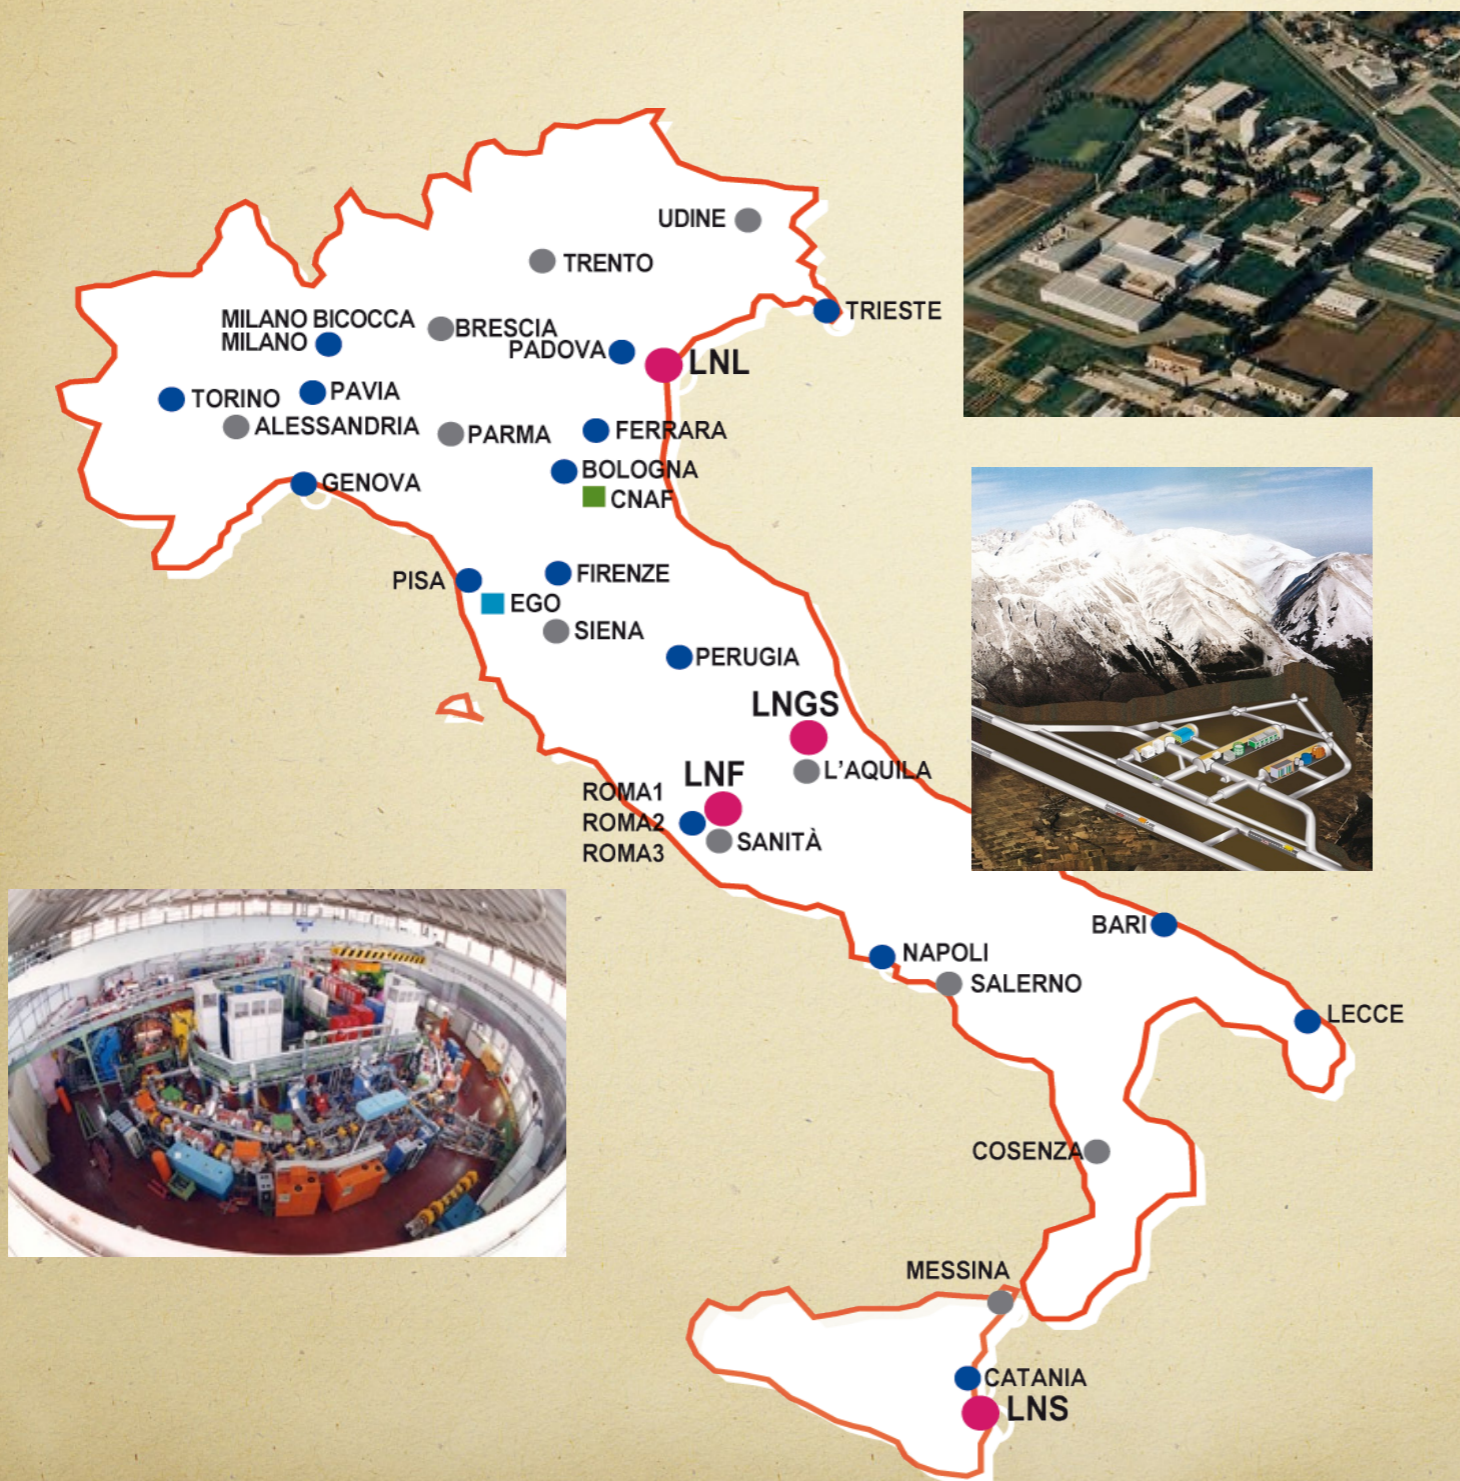 UDINE
TRENTO
TRIESTE
MILANO BICOCCA
MILANO
BRESCIA
PADOVA
LNL
TORINO
PAVIA
ALESSANDRIA
PARMA
FERRARA
BOLOGNA
CNAF
GENOVA
PISA
FIRENZE
EGO
SIENA
PERUGIA
LNGS
L'AQUILA
LNF
ROMA1
ROMA2
ROMA3
SANITÀ
BARI
NAPOLI
SALERNO
LECCE
COSENZA
MESSINA
CATANIA
LNS